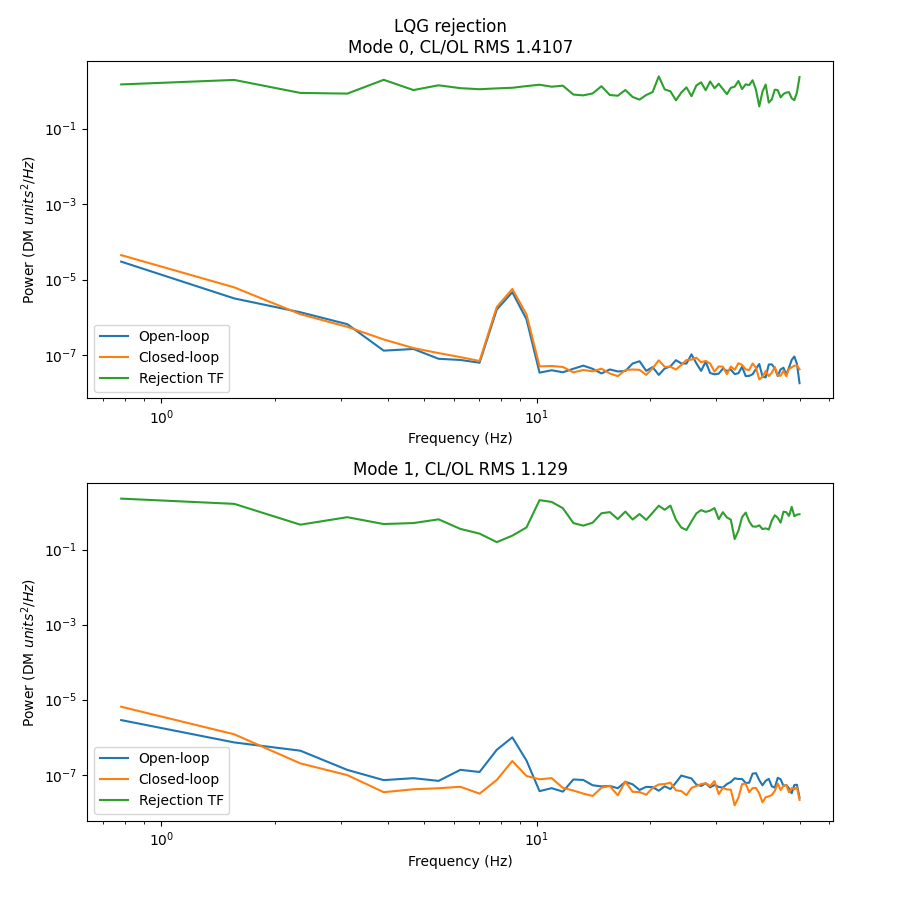 LQG rejection
Mode 0, CL/OL RMS 1.4107
Power (DM units²/Hz)
10⁻¹
10⁻³
10⁻⁵
10⁻⁷
Open-loop
Closed-loop
Rejection TF
10⁰ 10¹
Frequency (Hz)
Mode 1, CL/OL RMS 1.129
Power (DM units²/Hz)
10⁻¹
10⁻³
10⁻⁵
10⁻⁷
Open-loop
Closed-loop
Rejection TF
10⁰ 10¹
Frequency (Hz)